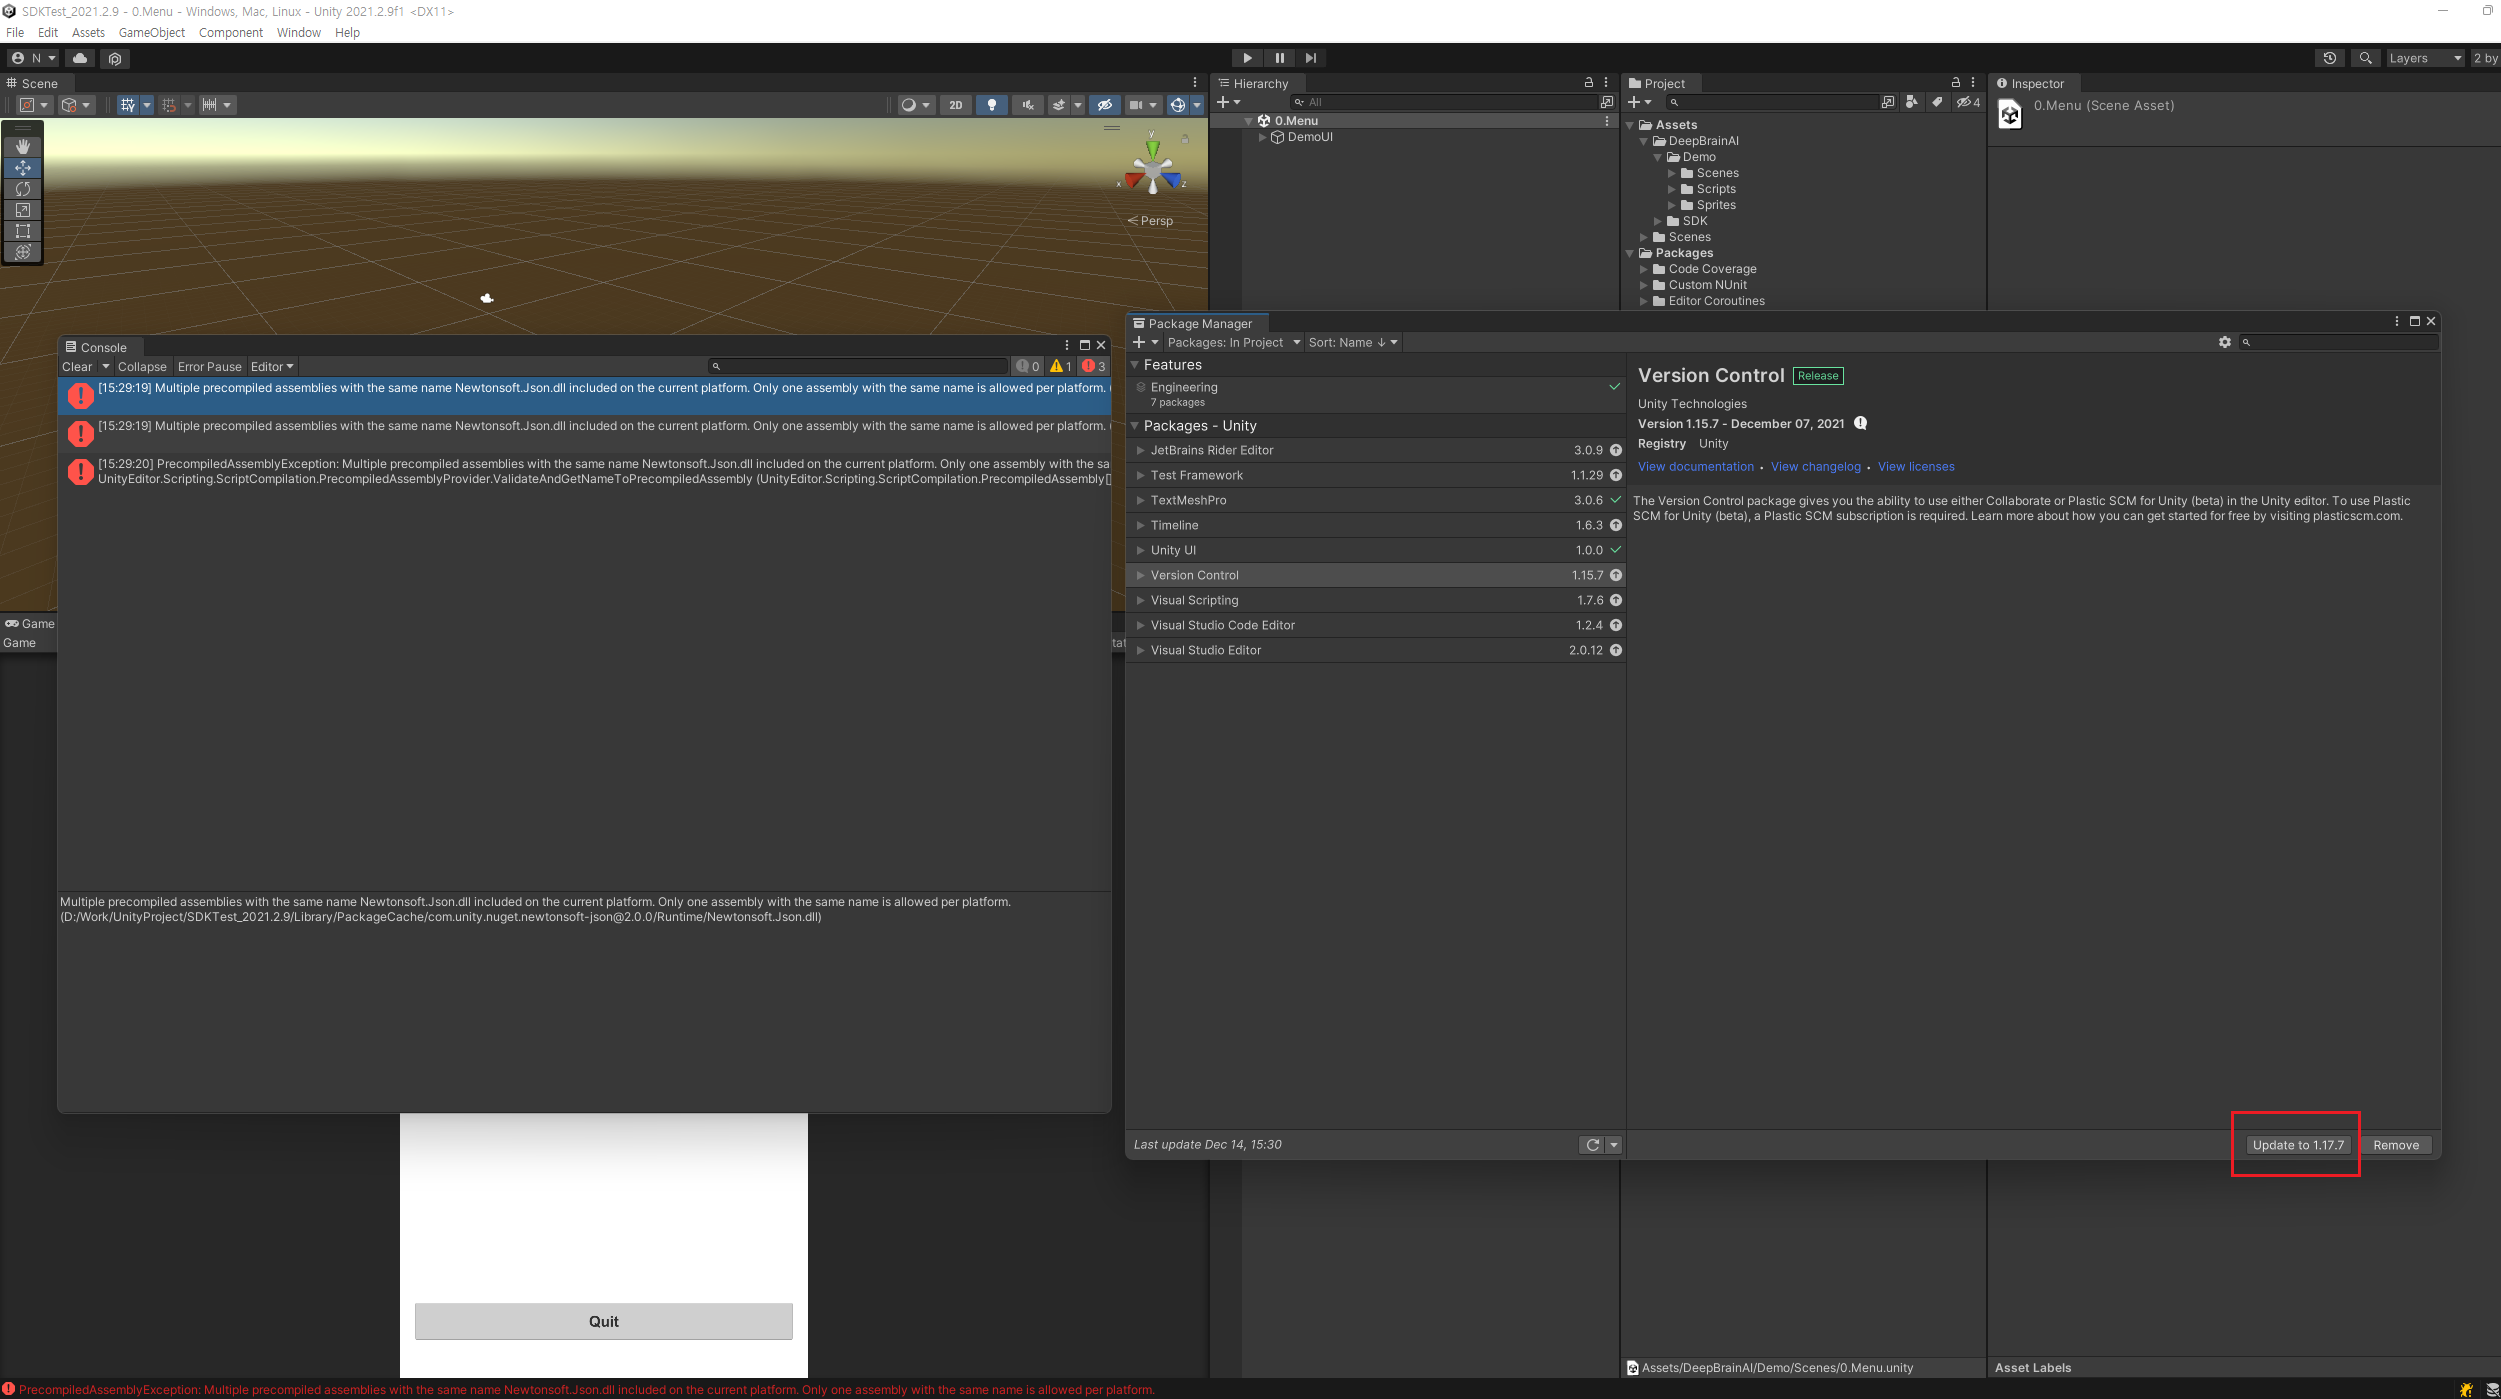 SDKTest_2021.2.9 - 0.Menu - Windows, Mac, Linux - Unity 2021.2.9f1 <DX11>
File Edit Assets GameObject Component Window Help
N
Layers
2 by
Scene
2D
y
x
z
Persp
Hierarchy
All
0.Menu
DemoUI
Project
4
Assets
DeepBrainAI
Demo
Scenes
Scripts
Sprites
SDK
Scenes
Packages
Code Coverage
Custom NUnit
Editor Coroutines
Inspector
0.Menu (Scene Asset)
Console
Clear Collapse Error Pause Editor
0 1 3
[15:29:19] Multiple precompiled assemblies with the same name Newtonsoft.Json.dll included on the current platform. Only one assembly with the same name is allowed per platform. (
[15:29:19] Multiple precompiled assemblies with the same name Newtonsoft.Json.dll included on the current platform. Only one assembly with the same name is allowed per platform. (
[15:29:20] PrecompiledAssemblyException: Multiple precompiled assemblies with the same name Newtonsoft.Json.dll included on the current platform. Only one assembly with the sa
UnityEditor.Scripting.ScriptCompilation.PrecompiledAssemblyProvider.ValidateAndGetNameToPrecompiledAssembly (UnityEditor.Scripting.ScriptCompilation.PrecompiledAssembly[]
Multiple precompiled assemblies with the same name Newtonsoft.Json.dll included on the current platform. Only one assembly with the same name is allowed per platform.
(D:/Work/UnityProject/SDKTest_2021.2.9/Library/PackageCache/com.unity.nuget.newtonsoft-json@2.0.0/Runtime/Newtonsoft.Json.dll)
Game
Game
tat
Package Manager
Packages: In Project Sort: Name ↓
Features
Engineering
7 packages
Packages - Unity
JetBrains Rider Editor 3.0.9
Test Framework 1.1.29
TextMeshPro 3.0.6
Timeline 1.6.3
Unity UI 1.0.0
Version Control 1.15.7
Visual Scripting 1.7.6
Visual Studio Code Editor 1.2.4
Visual Studio Editor 2.0.12
Last update Dec 14, 15:30
Version Control Release
Unity Technologies
Version 1.15.7 - December 07, 2021
Registry Unity
View documentation • View changelog • View licenses
The Version Control package gives you the ability to use either Collaborate or Plastic SCM for Unity (beta) in the Unity editor. To use Plastic
SCM for Unity (beta), a Plastic SCM subscription is required. Learn more about how you can get started for free by visiting plasticscm.com.
Update to 1.17.7 Remove
Quit
Assets/DeepBrainAI/Demo/Scenes/0.Menu.unity
Asset Labels
PrecompiledAssemblyException: Multiple precompiled assemblies with the same name Newtonsoft.Json.dll included on the current platform. Only one assembly with the same name is allowed per platform.